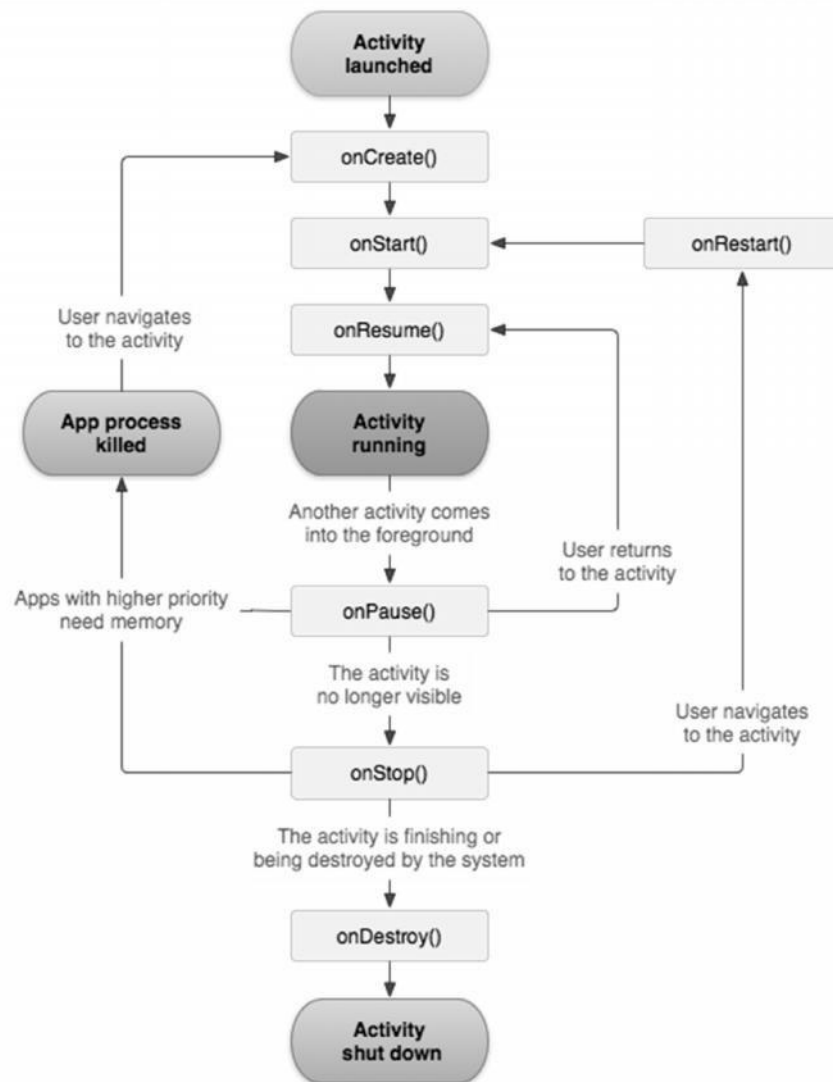 Activity
launched
onCreate()
onStart()
onRestart()
User navigates
to the activity
onResume()
App process
killed
Activity
running
Another activity comes
into the foreground
User returns
to the activity
Apps with higher priority
need memory
onPause()
The activity is
no longer visible
User navigates
to the activity
onStop()
The activity is finishing or
being destroyed by the system
onDestroy()
Activity
shut down